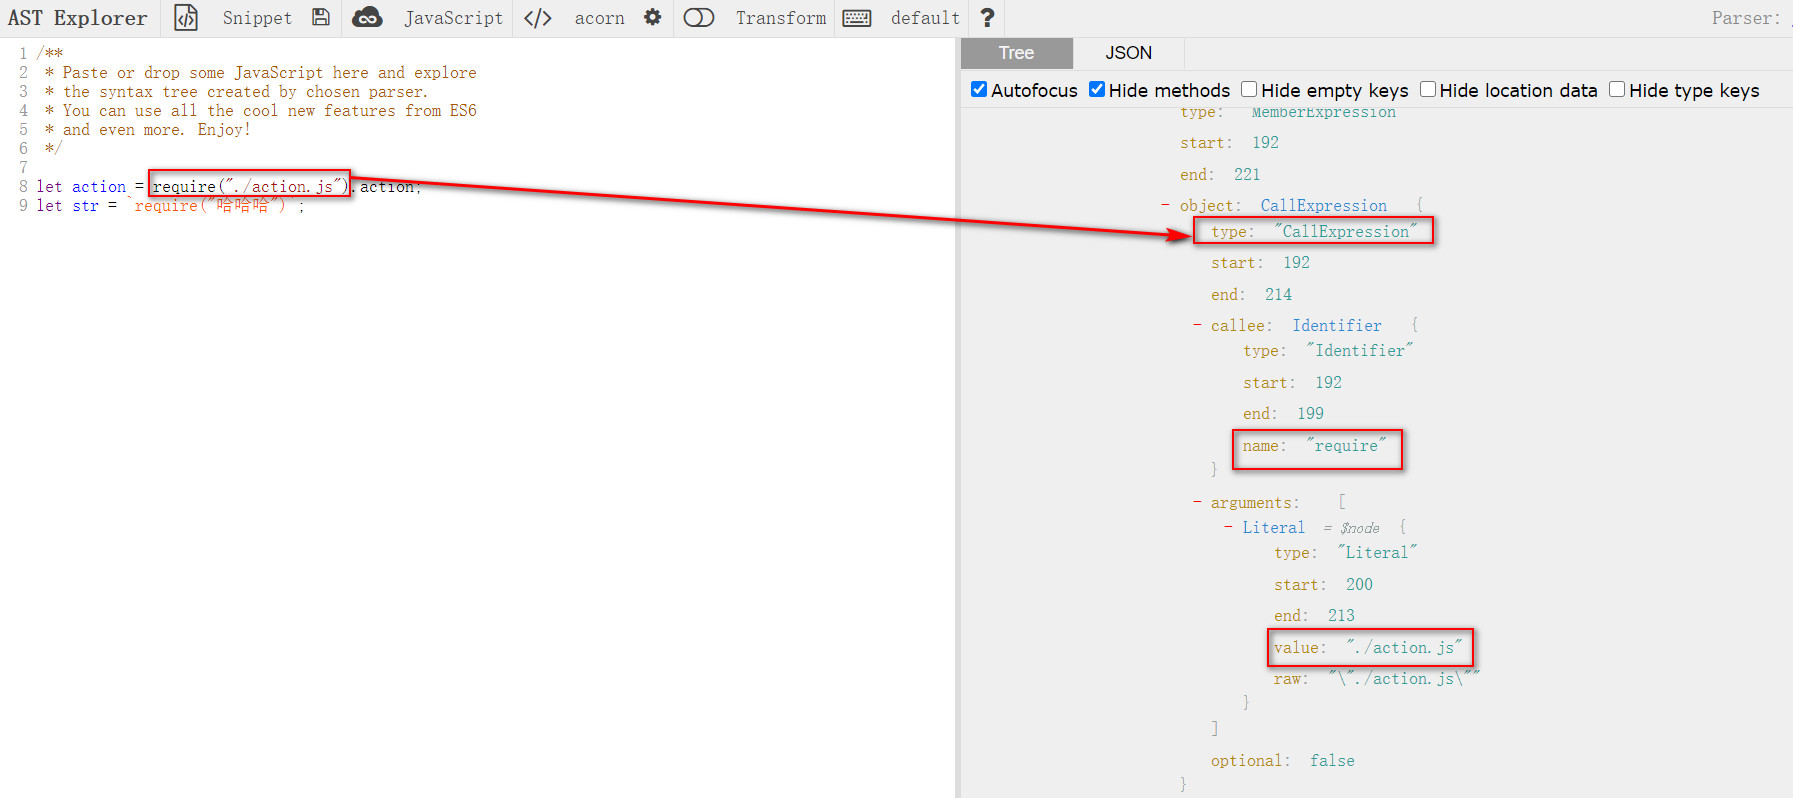 AST Explorer Snippet JavaScript </> acorn Transform default ? Parser:
1 /**
2  * Paste or drop some JavaScript here and explore
3  * the syntax tree created by chosen parser.
4  * You can use all the cool new features from ES6
5  * and even more. Enjoy!
6  */
7
8 let action = require("./action.js").action;
9 let str = `require("哈哈哈")`;
Tree JSON
Autofocus Hide methods Hide empty keys Hide location data Hide type keys
type: "MemberExpression"
start: 192
end: 221
- object: CallExpression {
type: "CallExpression"
start: 192
end: 214
- callee: Identifier {
type: "Identifier"
start: 192
end: 199
name: "require"
}
- arguments: [
- Literal = $node {
type: "Literal"
start: 200
end: 213
value: "./action.js"
raw: "\"./action.js\""
}
]
optional: false
}